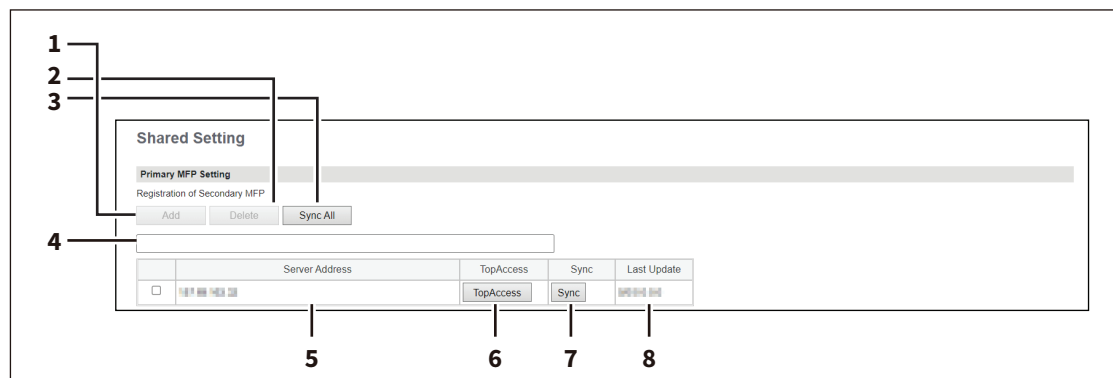 1
2
3
Shared Setting
Primary MFP Setting
Registration of Secondary MFP
Add Delete Sync All
4
Server Address TopAccess Sync Last Update
TopAccess Sync
5 6 7 8